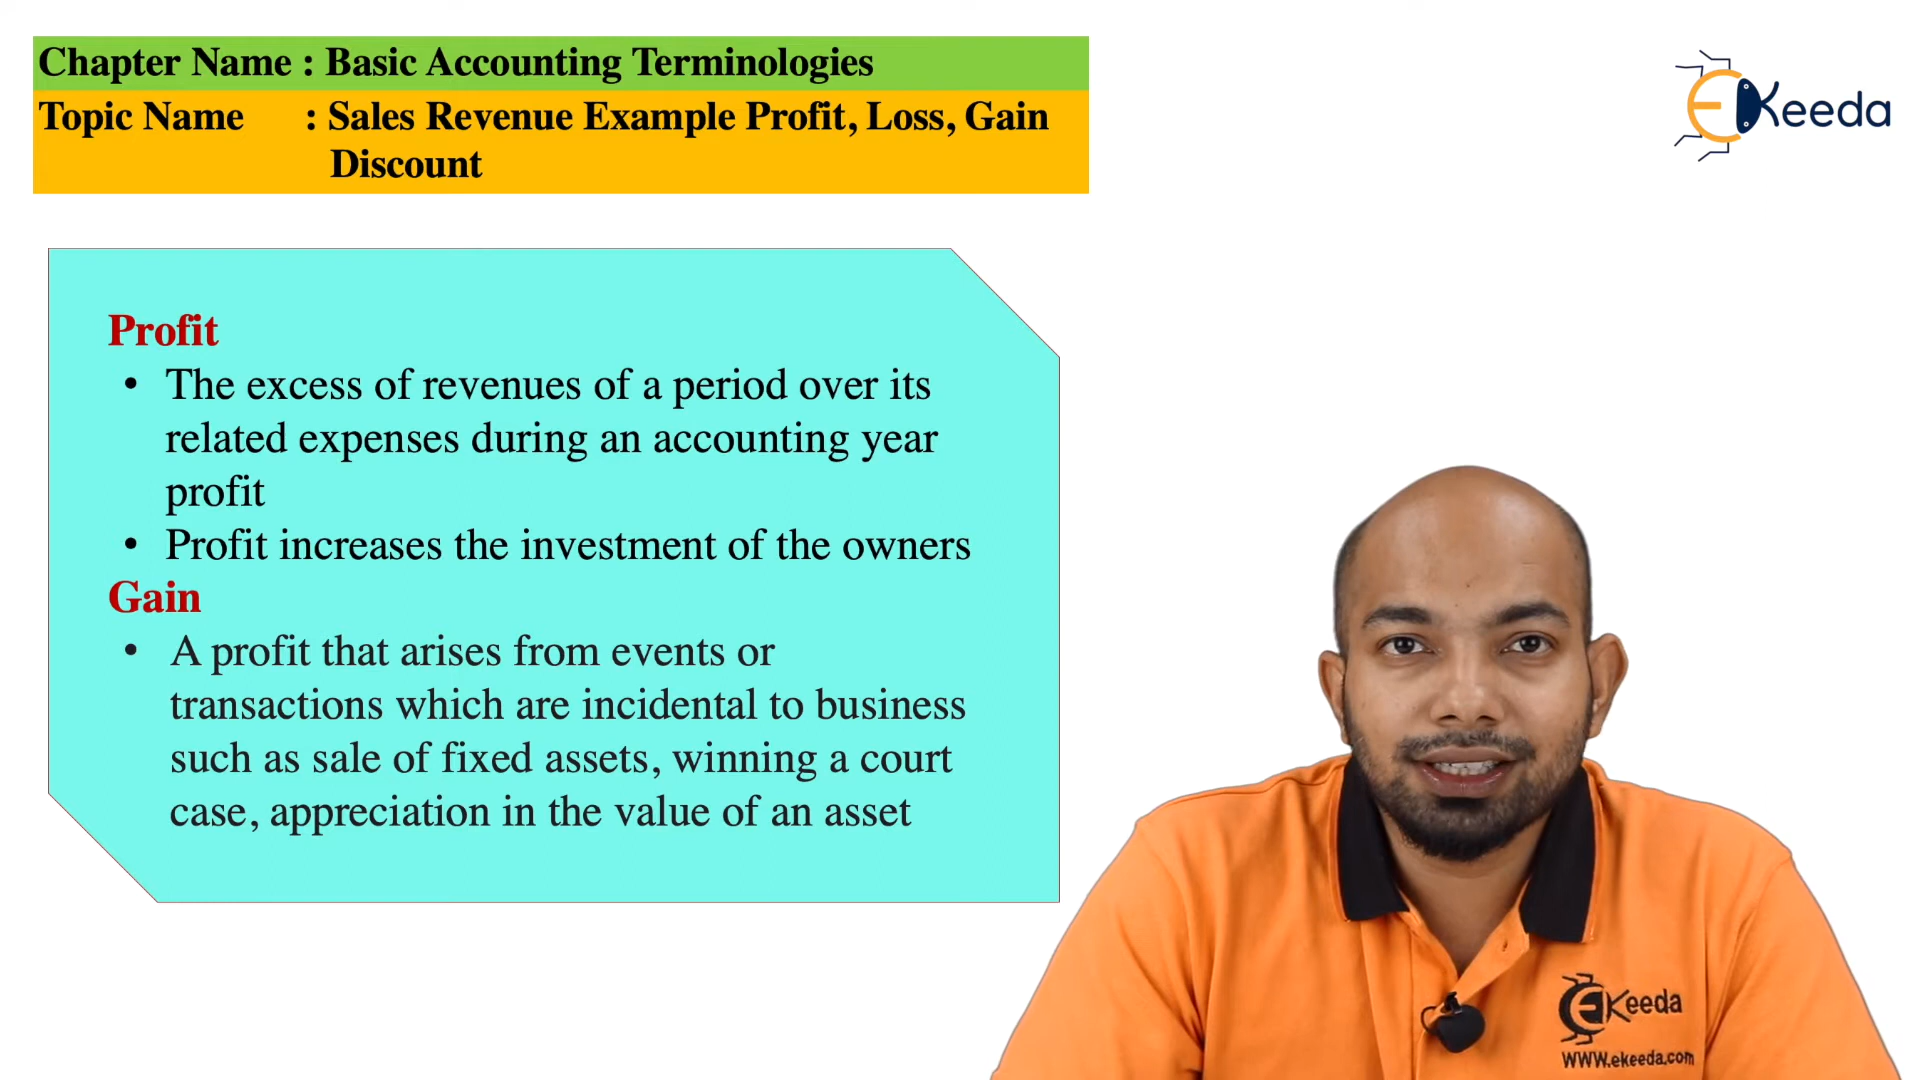 Chapter Name : Basic Accounting Terminologies
Topic Name : Sales Revenue Example Profit, Loss, Gain
Discount
EKeeda
Profit
• The excess of revenues of a period over its
related expenses during an accounting year
profit
• Profit increases the investment of the owners
Gain
• A profit that arises from events or
transactions which are incidental to business
such as sale of fixed assets, winning a court
case, appreciation in the value of an asset
EKeeda
WWW.ekeeda.com